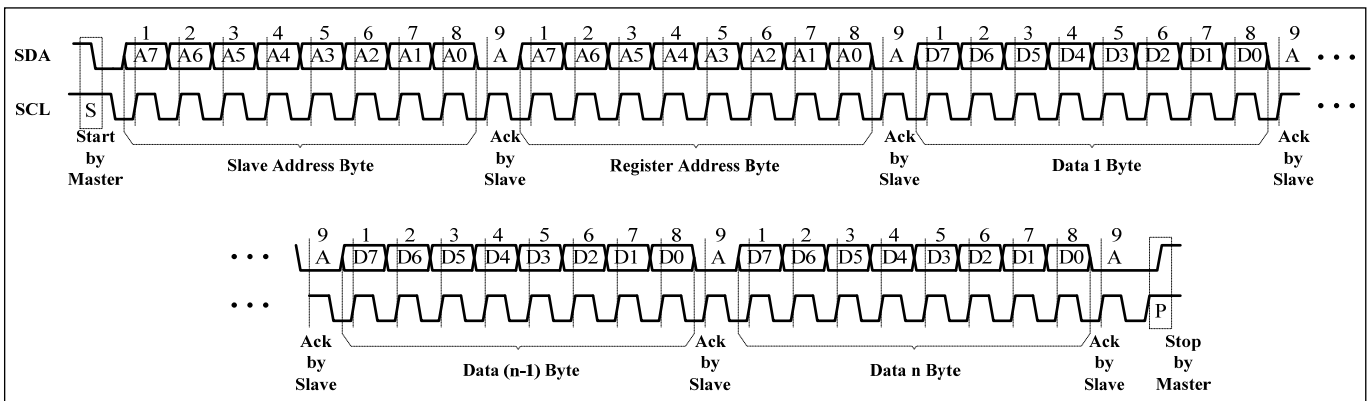 1 2 3 4 5 6 7 8 9 1 2 3 4 5 6 7 8 9 1 2 3 4 5 6 7 8 9
SDA A7 A6 A5 A4 A3 A2 A1 A0 A A7 A6 A5 A4 A3 A2 A1 A0 A D7 D6 D5 D4 D3 D2 D1 D0 A • • •
SCL S • • •
Start by Master
Slave Address Byte
Ack by Slave
Register Address Byte
Ack by Slave
Data 1 Byte
Ack by Slave
9 1 2 3 4 5 6 7 8 9 1 2 3 4 5 6 7 8 9
• • • A D7 D6 D5 D4 D3 D2 D1 D0 A D7 D6 D5 D4 D3 D2 D1 D0 A
• • • P
Ack by Slave
Data (n-1) Byte
Ack by Slave
Data n Byte
Ack by Slave
Stop by Master